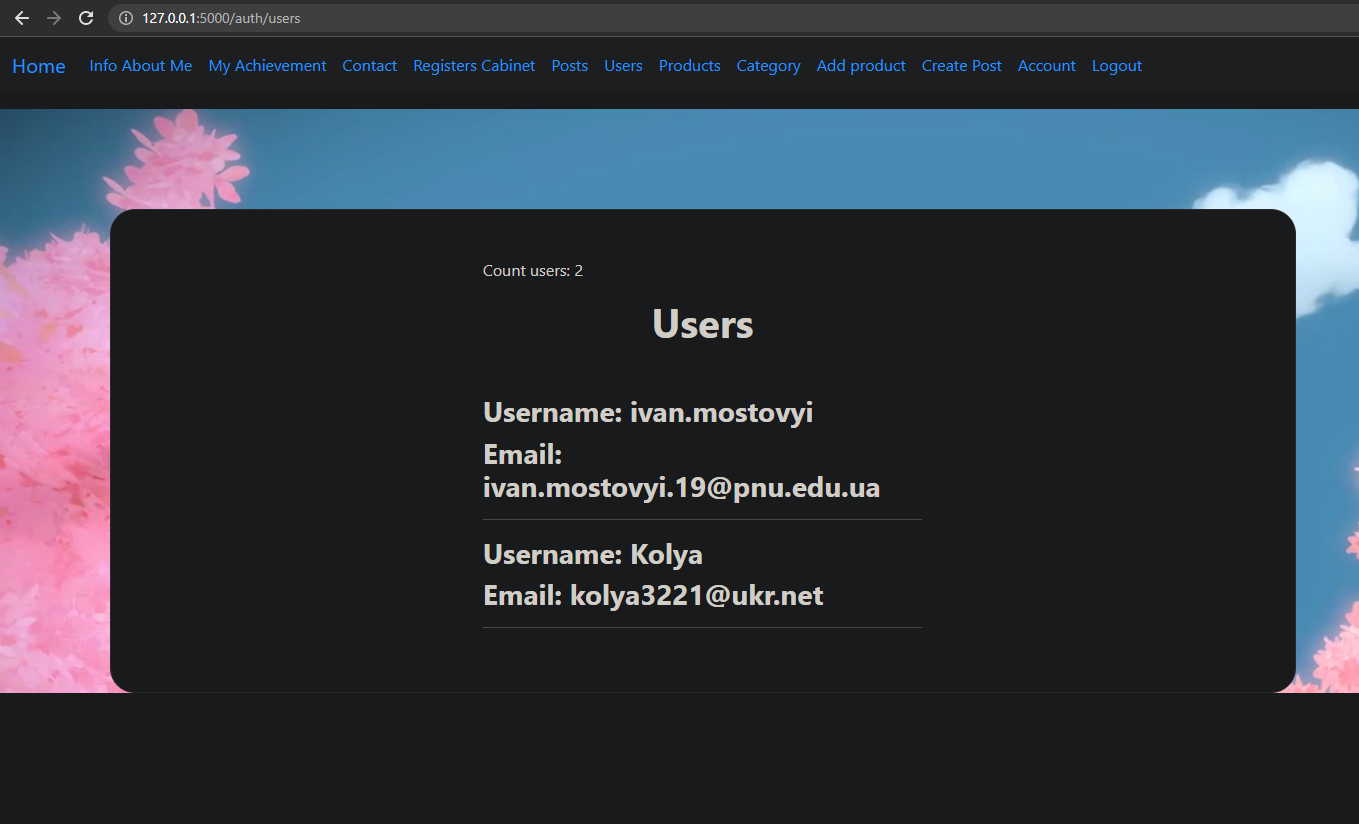 127.0.0.1:5000/auth/users
Home Info About Me My Achievement Contact Registers Cabinet Posts Users Products Category Add product Create Post Account Logout
Count users: 2
Users
Username: ivan.mostovyi
Email:
ivan.mostovyi.19@pnu.edu.ua
Username: Kolya
Email: kolya3221@ukr.net